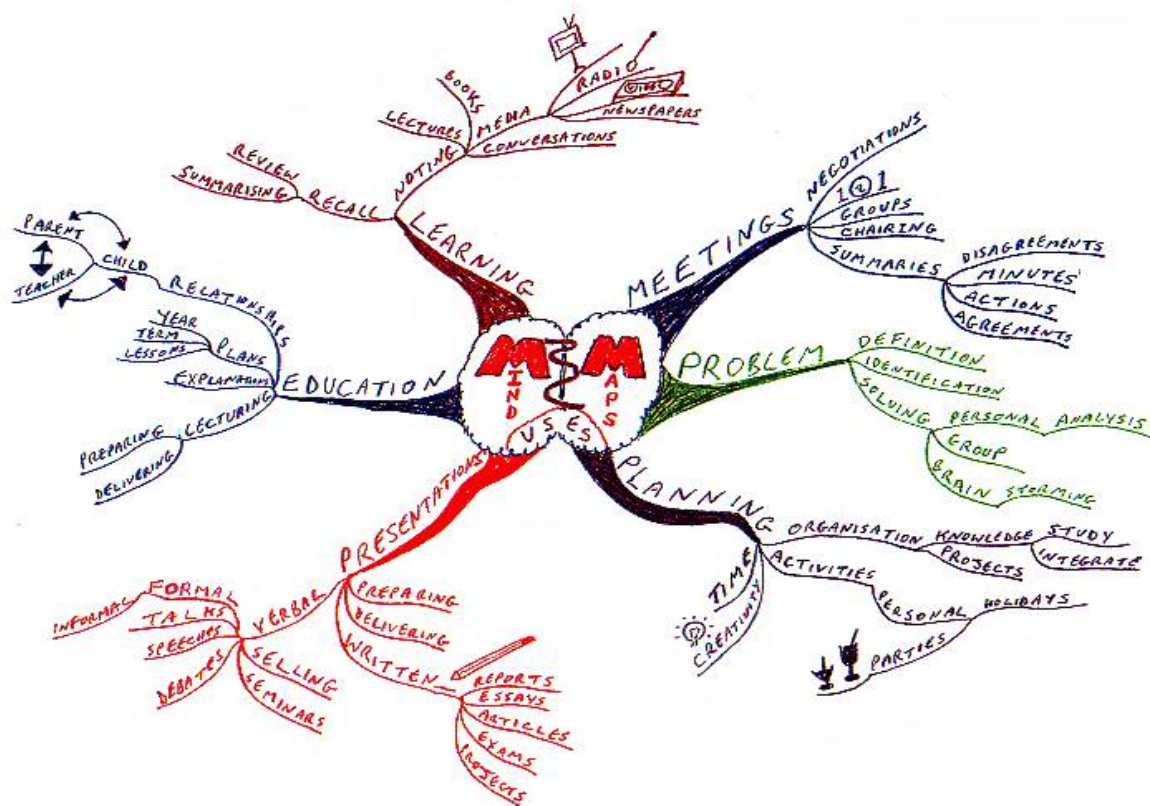 MIND MAPS
USES
LEARNING
NOTING
BOOKS
LECTURES
MEDIA
RADIO
VIDEO
NEWSPAPERS
CONVERSATIONS
RECALL
REVIEW
SUMMARISING
MEETINGS
NEGOTIATIONS
1 2 1
GROUPS
CHAIRING
SUMMARIES
DISAGREEMENTS
MINUTES
ACTIONS
AGREEMENTS
PROBLEM
DEFINITION
IDENTIFICATION
SOLVING
PERSONAL ANALYSIS
GROUP
BRAIN STORMING
PLANNING
ORGANISATION
KNOWLEDGE
STUDY
INTEGRATE
PROJECTS
ACTIVITIES
PERSONAL
HOLIDAYS
PARTIES
TIME
CREATIVITY
PRESENTATIONS
PREPARING
DELIVERING
WRITTEN
REPORTS
ESSAYS
ARTICLES
EXAMS
PROJECTS
VERBAL
FORMAL
INFORMAL
TALKS
SPEECHES
DEBATES
SELLING
SEMINARS
EDUCATION
RELATIONSHIPS
CHILD
PARENT
TEACHER
PLANS
YEAR
TERM
LESSONS
EXPLANATIONS
LECTURING
PREPARING
DELIVERING